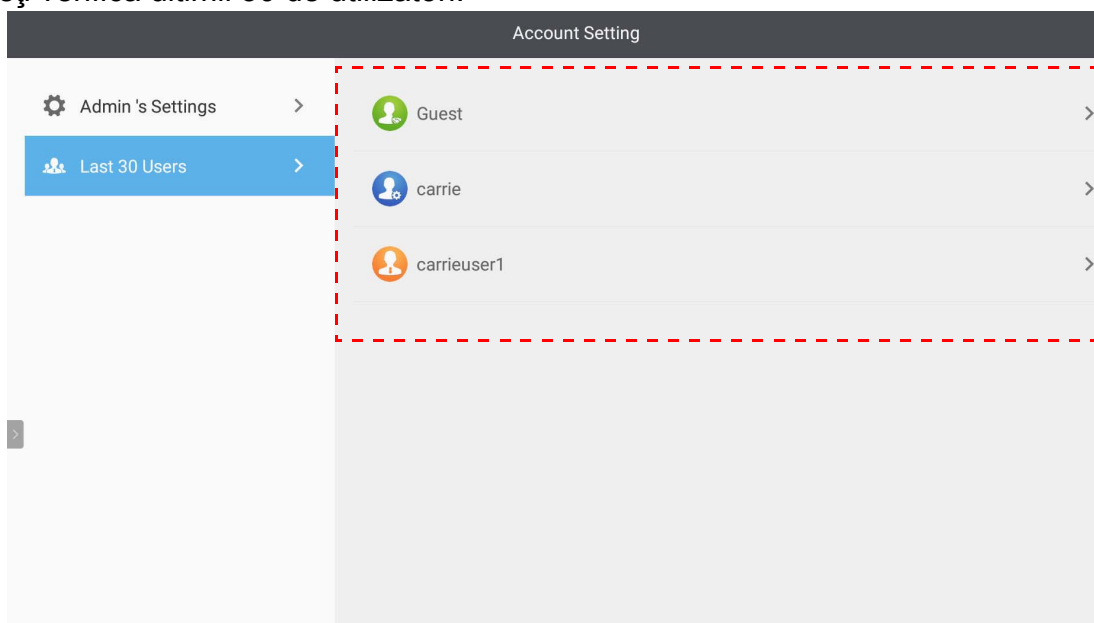 Account Setting
Admin 's Settings
Last 30 Users
Guest
carrie
carrieuser1